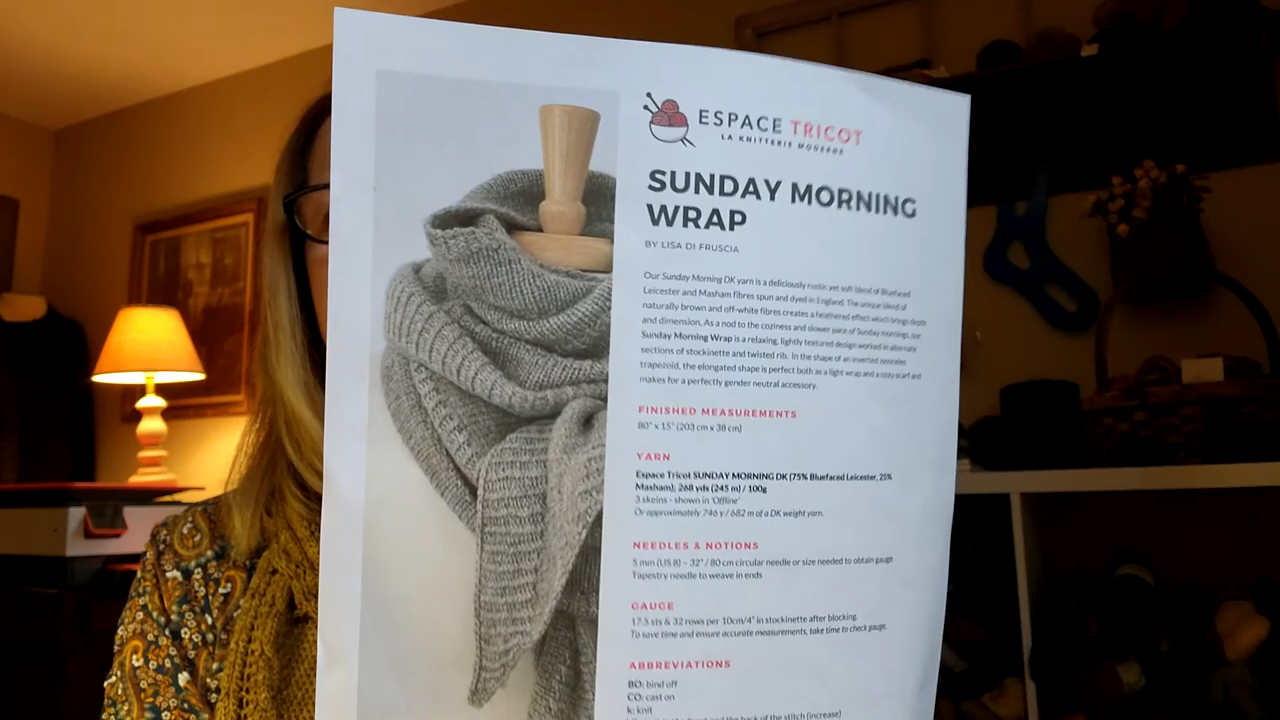 ESPACE TRICOT
LA KNITTERIE MODERNE
SUNDAY MORNING
WRAP
BY LISA DI FRUSCIA
Our Sunday Morning DK yarn is a deliciously rustic yet soft blend of Bluefaced
Leicester and Masham fibres spun and dyed in England. The unique blend of
naturally brown and off-white fibres creates a heathered effect which brings depth
and dimension. As a nod to the coziness and slower pace of Sunday mornings, our
Sunday Morning Wrap is a relaxing, lightly textured design worked in alternate
sections of stockinette and twisted rib. In the shape of an inverted isosceles
trapezoid, the elongated shape is perfect both as a light wrap and a cozy scarf and
makes for a perfectly gender neutral accessory.
FINISHED MEASUREMENTS
80" x 15" (203 cm x 38 cm)
YARN
Espace Tricot SUNDAY MORNING DK (75% Bluefaced Leicester, 25%
Masham); 268 yds (245 m) / 100g
3 skeins - shown in 'Offline'
Or approximately 746 y / 682 m of a DK weight yarn.
NEEDLES & NOTIONS
5 mm (US 8) – 32" / 80 cm circular needle or size needed to obtain gauge
Tapestry needle to weave in ends
GAUGE
17.5 sts & 32 rows per 10cm/4" in stockinette after blocking.
To save time and ensure accurate measurements, take time to check gauge.
ABBREVIATIONS
BO: bind off
CO: cast on
k: knit
the front and the back of the stitch (increase)